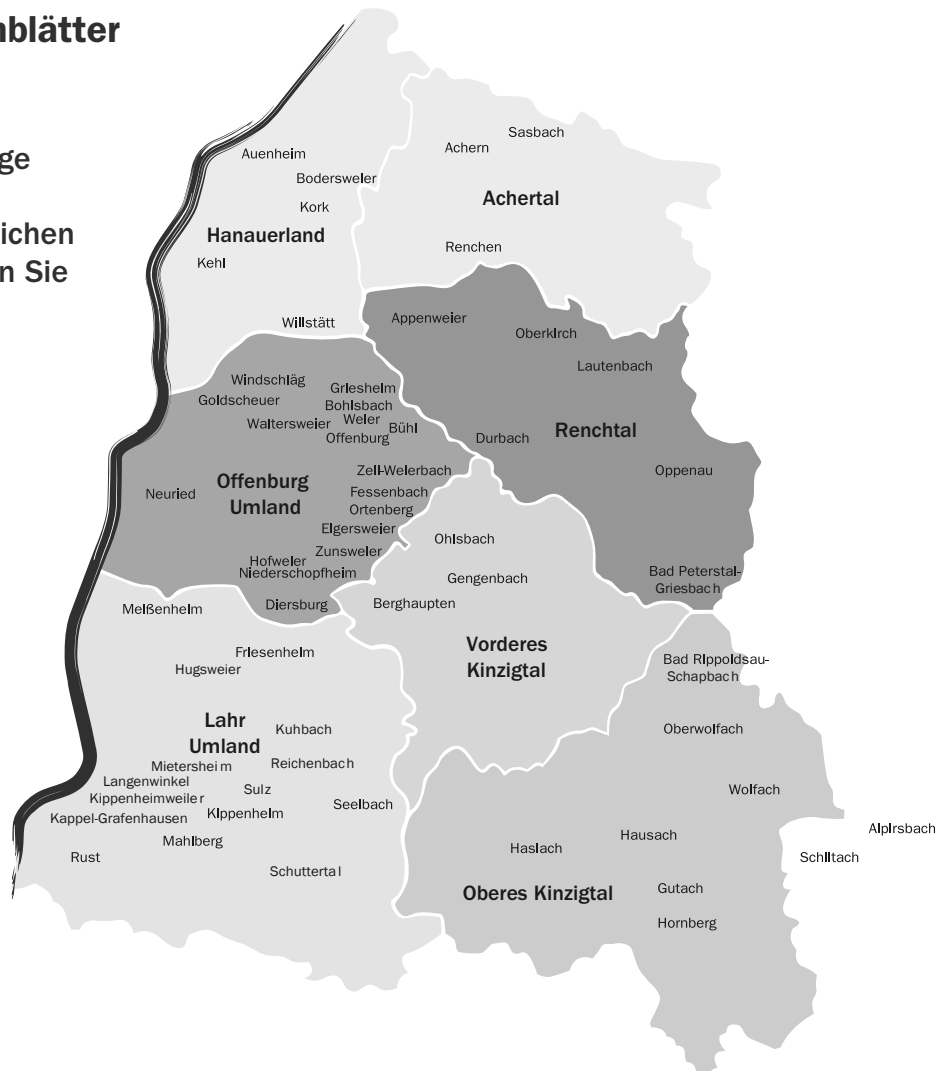 nblätter
ge
ichen
n Sie
Sasbach
Achern
Auenheim
Bodersweier
Achertal
Kork
Hanauerland
Renchen
Kehl
Willstätt
Appenweier
Oberkirch
Lautenbach
Windschläg
Griesheim
Goldscheuer
Bohlsbach
Waltersweier
Weier
Bühl
Offenburg
Durbach
Renchtal
Zell-Weierbach
Oppenau
Neuried
Offenburg
Umland
Fessenbach
Ortenberg
Elgersweier
Ohlsbach
Zunsweier
Hofweier
Niederschopfheim
Gengenbach
Bad Peterstal-
Griesbach
Diersburg
Berghaupten
Meißenheim
Vorderes
Kinzigtal
Friesenheim
Hugsweier
Bad Rippoldsau-
Schapbach
Lahr
Umland
Kuhbach
Oberwolfach
Mietersheim
Reichenbach
Langenwinkel
Sulz
Wolfach
Kippenheimweiler
Seelbach
Kappel-Grafenhausen
Kippenheim
Alpirsbach
Mahlberg
Hausach
Haslach
Rust
Schiltach
Schuttertal
Oberes Kinzigtal
Gutach
Hornberg